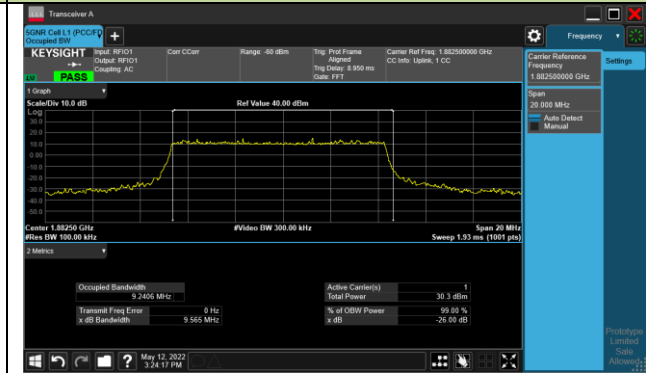 Transceiver A
5GNR Cell L1 (PCC/FD
Occupied BW
Frequency
KEYSIGHT
LXI
PASS
Input: RFIO1
Output: RFIO1
Coupling: AC
Corr CCorr
Range: -60 dBm
Trig: Prot Frame
Aligned
Trig Delay: 8.950 ms
Gate: FFT
Carrier Ref Freq: 1.882500000 GHz
CC Info: Uplink, 1 CC
Carrier Reference
Frequency
1.882500000 GHz
Settings
Span
20.000 MHz
Auto Detect
Manual
1 Graph
Scale/Div 10.0 dB
Ref Value 40.00 dBm
Log
30.0
20.0
10.0
0.00
-10.0
-20.0
-30.0
-40.0
-50.0
Center 1.88250 GHz
#Video BW 300.00 kHz
Span 20 MHz
#Res BW 100.00 kHz
Sweep 1.93 ms (1001 pts)
2 Metrics
Occupied Bandwidth
9.2406 MHz
Active Carrier(s) 1
Total Power 30.3 dBm
Transmit Freq Error 0 Hz
x dB Bandwidth 9.565 MHz
% of OBW Power 99.00 %
x dB -26.00 dB
Prototype
Limited
Sale
Allowed
?
May 12, 2022
3:24:17 PM